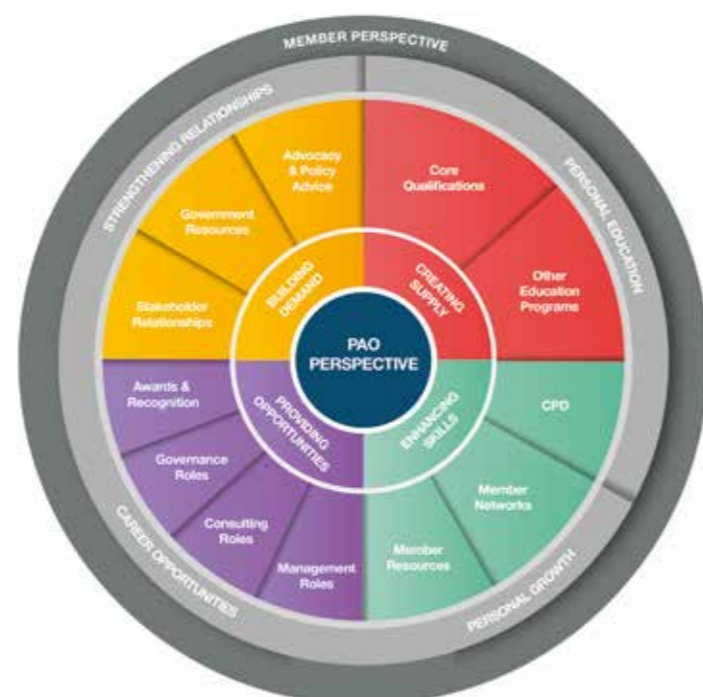 MEMBER PERSPECTIVE
STRENGTHENING RELATIONSHIPS
PERSONAL EDUCATION
Advocacy
& Policy
Advice
Core
Qualifications
Government
Resources
Stakeholder
Relationships
Other
Education
Programs
BUILDING
DEMAND
CREATING
SUPPLY
PAO
PERSPECTIVE
PROVIDING
OPPORTUNITIES
ENHANCING
SKILLS
Awards &
Recognition
CPD
Governance
Roles
Member
Networks
Consulting
Roles
Member
Resources
Management
Roles
CAREER OPPORTUNITIES
PERSONAL GROWTH